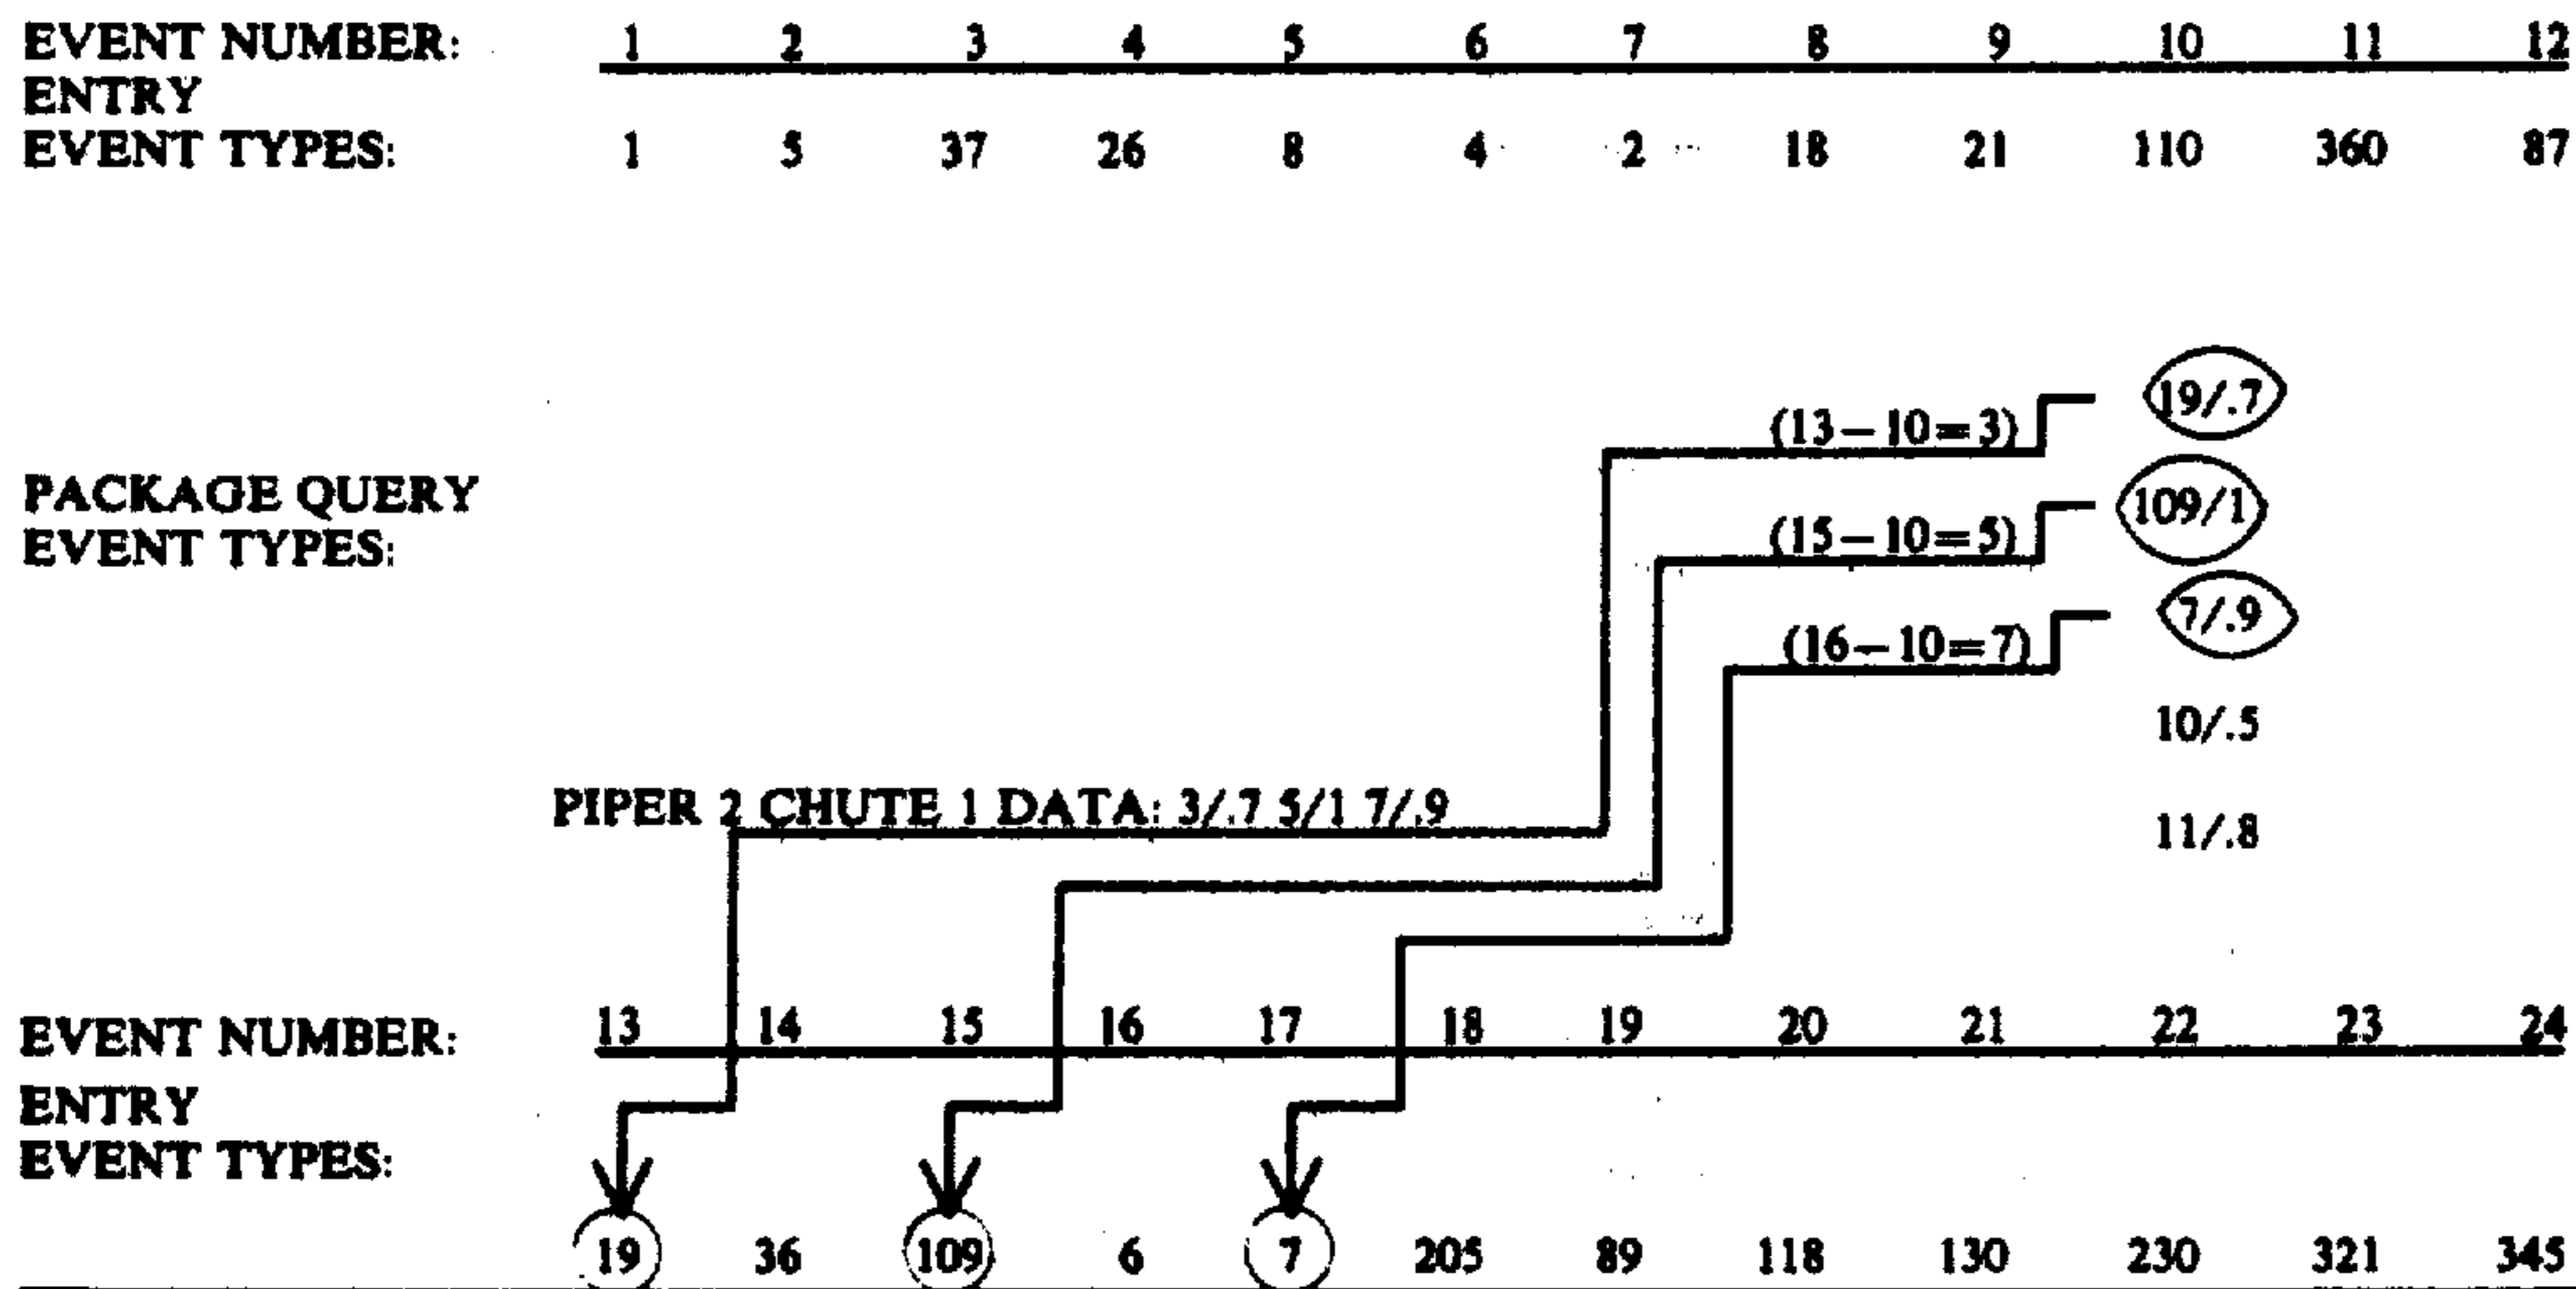 EVENT NUMBER: 1 2 3 4 5 6 7 8 9 10 11 12
ENTRY
EVENT TYPES: 1 5 37 26 8 4 2 18 21 110 360 87
19/.7
(13-10=3)
PACKAGE QUERY
109/1
EVENT TYPES:
(15-10=5)
7/.9
(16-10=7)
10/.5
PIPER 2 CHUTE 1 DATA: 3/.7 5/1 7/.9
11/.8
EVENT NUMBER: 13 14 15 16 17 18 19 20 21 22 23 24
ENTRY
EVENT TYPES:
19 36 109 6 7 205 89 118 130 230 321 345